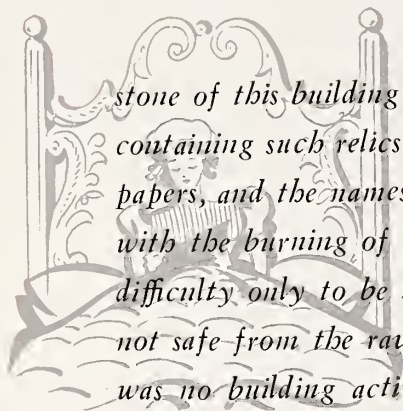 stone of this building
containing such relics
papers, and the names
with the burning of
difficulty only to be
not safe from the
was no building